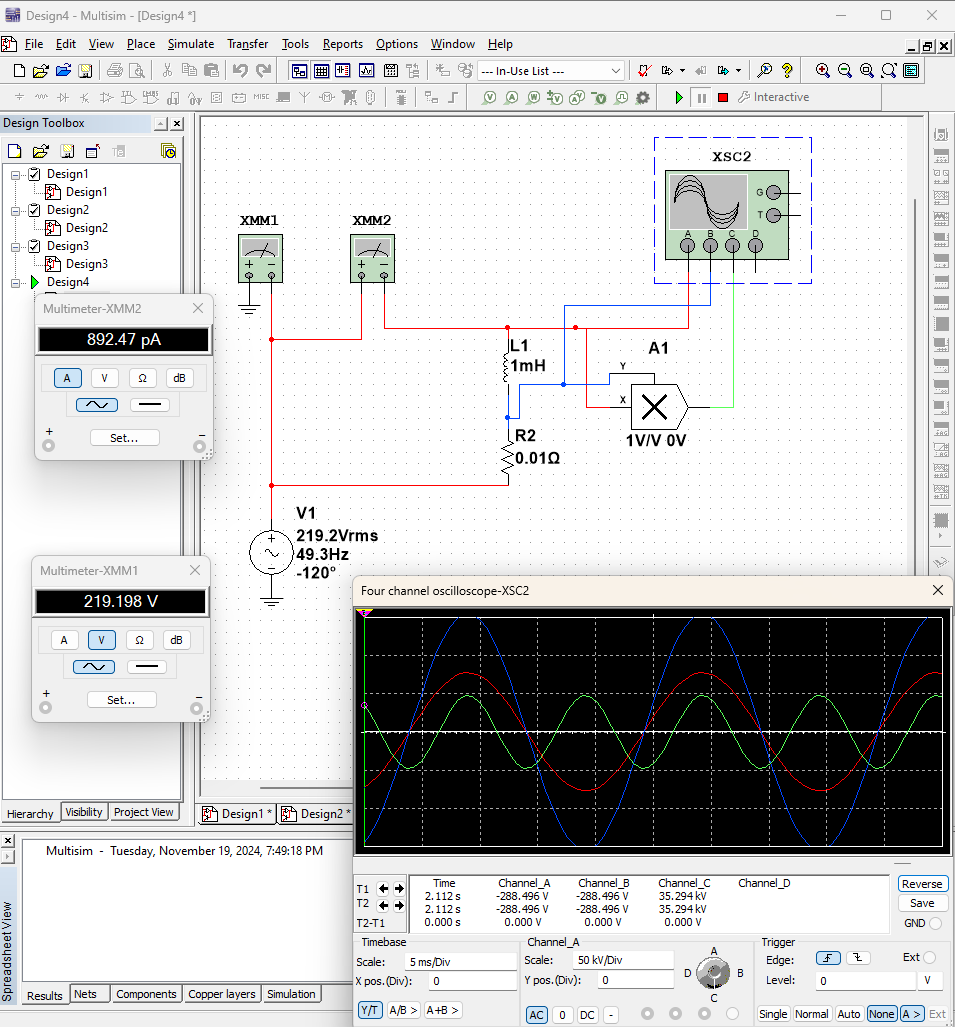 Design4 - Multisim - [Design4 *]
File Edit View Place Simulate Transfer Tools Reports Options Window Help
--- In-Use List ---
Interactive
Design Toolbox
Design1
Design1
Design2
Design2
Design3
Design3
Design4
Multimeter-XMM2
892.47 pA
A V Ω dB
+ Set... -
Multimeter-XMM1
219.198 V
A V Ω dB
+ Set... -
Hierarchy Visibility Project View
XMM1
XMM2
XSC2
G
T
A B C D
L1
1mH
A1
Y
X
1V/V 0V
R2
0.01Ω
V1
219.2Vrms
49.3Hz
-120°
Design1 * Design2 *
Four channel oscilloscope-XSC2
Time Channel_A Channel_B Channel_C Channel_D
T1 2.112 s -288.496 V -288.496 V 35.294 kV
T2 2.112 s -288.496 V -288.496 V 35.294 kV
T2-T1 0.000 s 0.000 V 0.000 V 0.000 V
Reverse
Save
GND
Timebase
Scale: 5 ms/Div
X pos.(Div): 0
Y/T A/B > A+B >
Channel_A
Scale: 50 kV/Div
Y pos.(Div): 0
AC 0 DC -
A
D B
C
Trigger
Edge: Ext
Level: 0 V
Single Normal Auto None A > Ext
Spreadsheet View
Multisim - Tuesday, November 19, 2024, 7:49:18 PM
Results Nets Components Copper layers Simulation